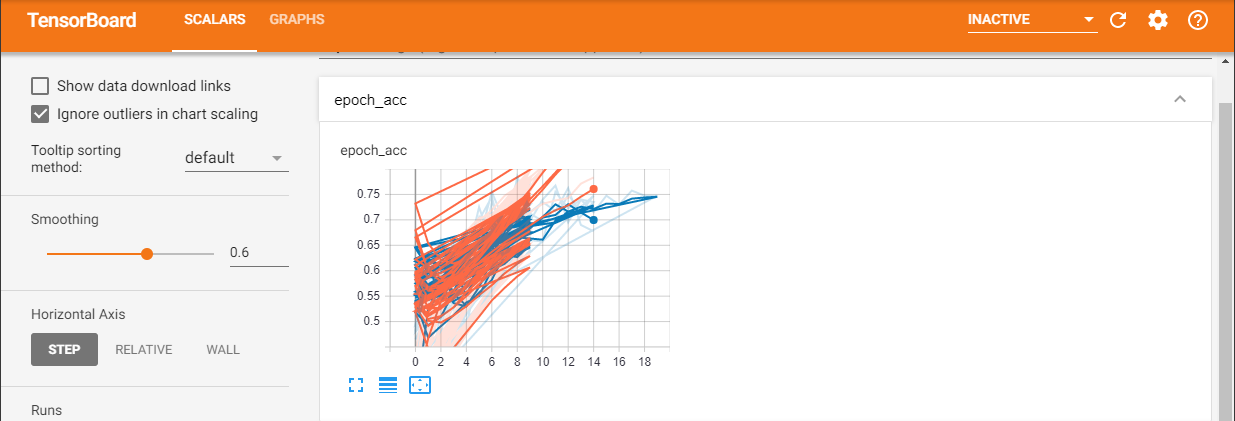 TensorBoard SCALARS GRAPHS INACTIVE
Show data download links
Ignore outliers in chart scaling
Tooltip sorting
method:
default
Smoothing
0.6
Horizontal Axis
STEP RELATIVE WALL
Runs
epoch_acc
epoch_acc
0.75
0.7
0.65
0.6
0.55
0.5
0 2 4 6 8 10 12 14 16 18